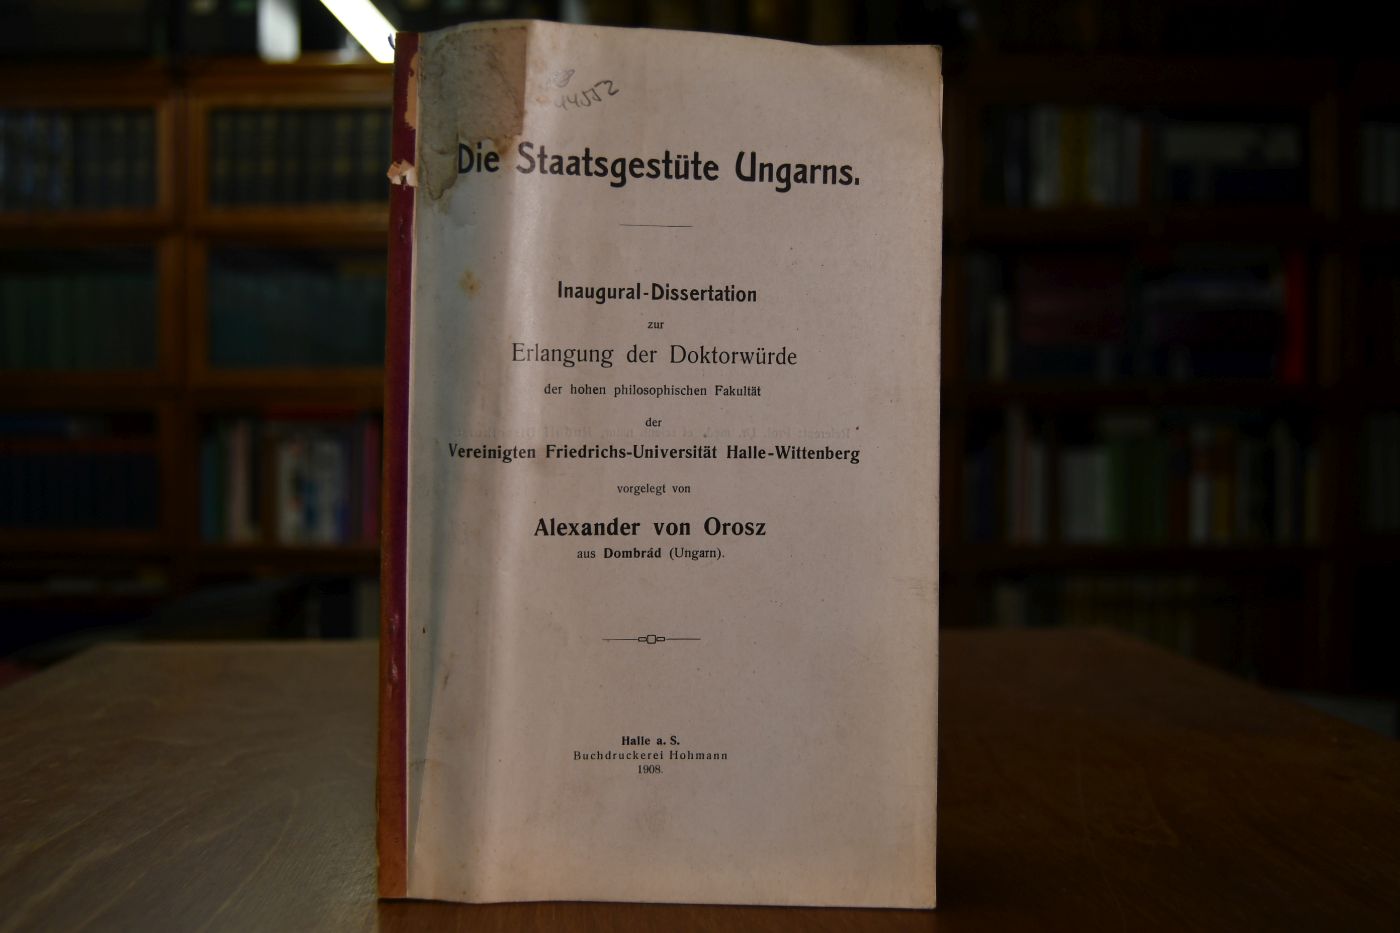 44552
Die Staatsgestüte Ungarns.
Inaugural-Dissertation
zur
Erlangung der Doktorwürde
der hohen philosophischen Fakultät
der
Vereinigten Friedrichs-Universität Halle-Wittenberg
vorgelegt von
Alexander von Orosz
aus Dombrád (Ungarn).
Halle a. S.
Buchdruckerei Hohmann
1908.